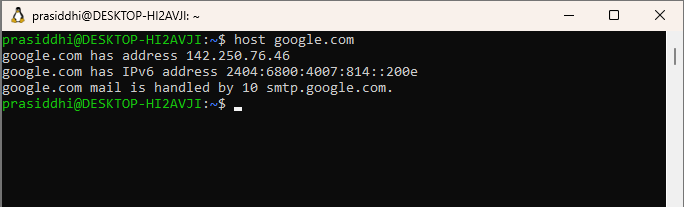 prasiddhi@DESKTOP-HI2AVJI: ~
prasiddhi@DESKTOP-HI2AVJI:~$ host google.com
google.com has address 142.250.76.46
google.com has IPv6 address 2404:6800:4007:814::200e
google.com mail is handled by 10 smtp.google.com.
prasiddhi@DESKTOP-HI2AVJI:~$